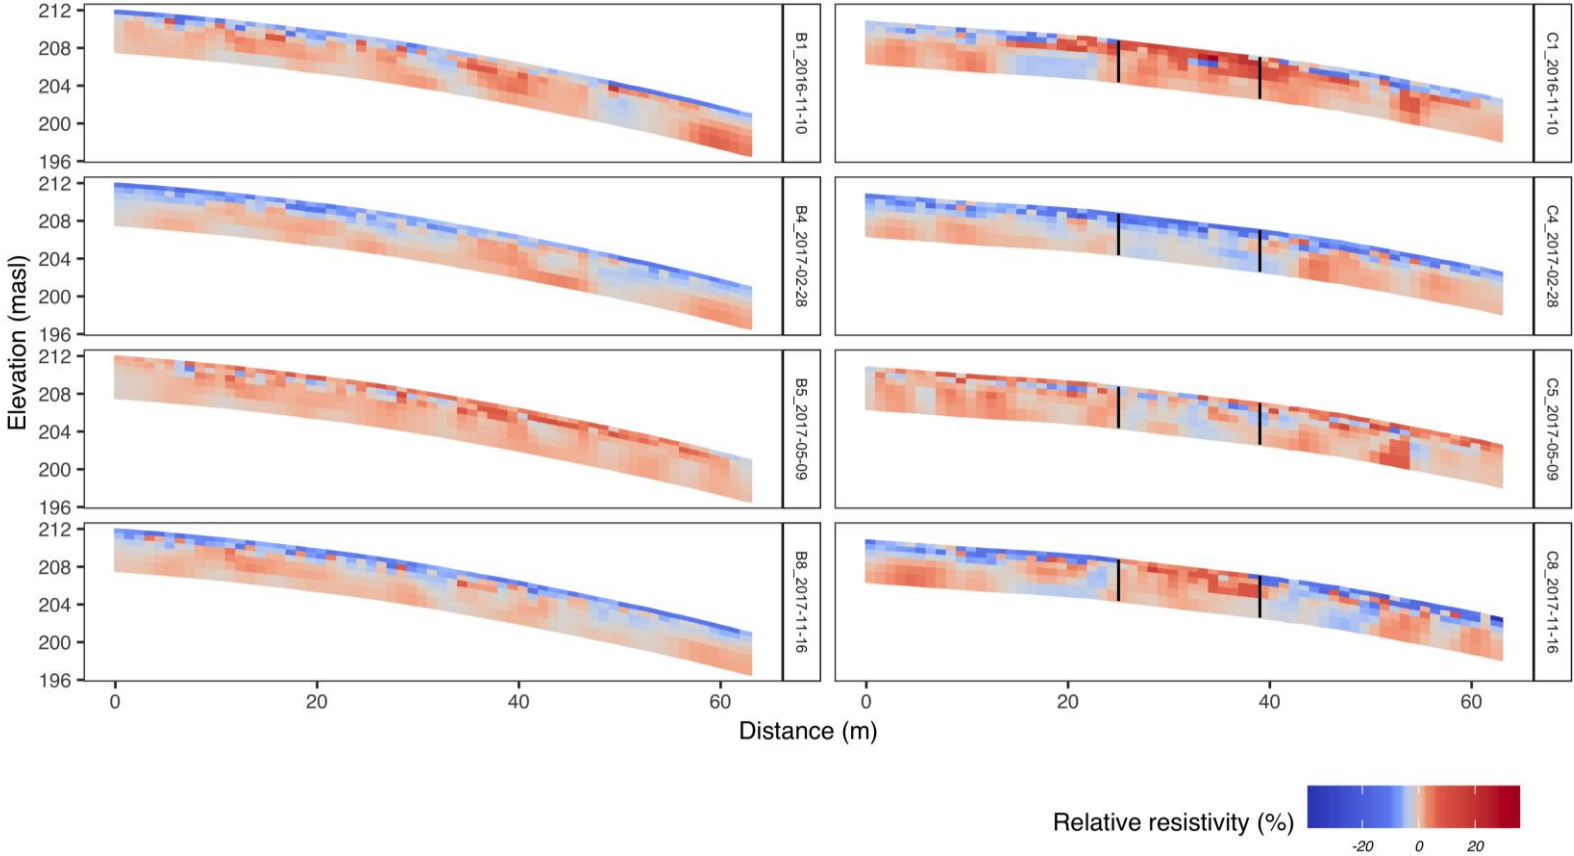 212
208
204
200
196
B1_2016-11-10
C1_2016-11-10
212
208
204
200
196
B4_2017-02-28
C4_2017-02-28
212
208
204
200
196
B5_2017-05-09
C5_2017-05-09
212
208
204
200
196
B8_2017-11-16
C8_2017-11-16
Elevation (masl)
0 20 40 60 0 20 40 60
Distance (m)
Relative resistivity (%)
-20 0 20